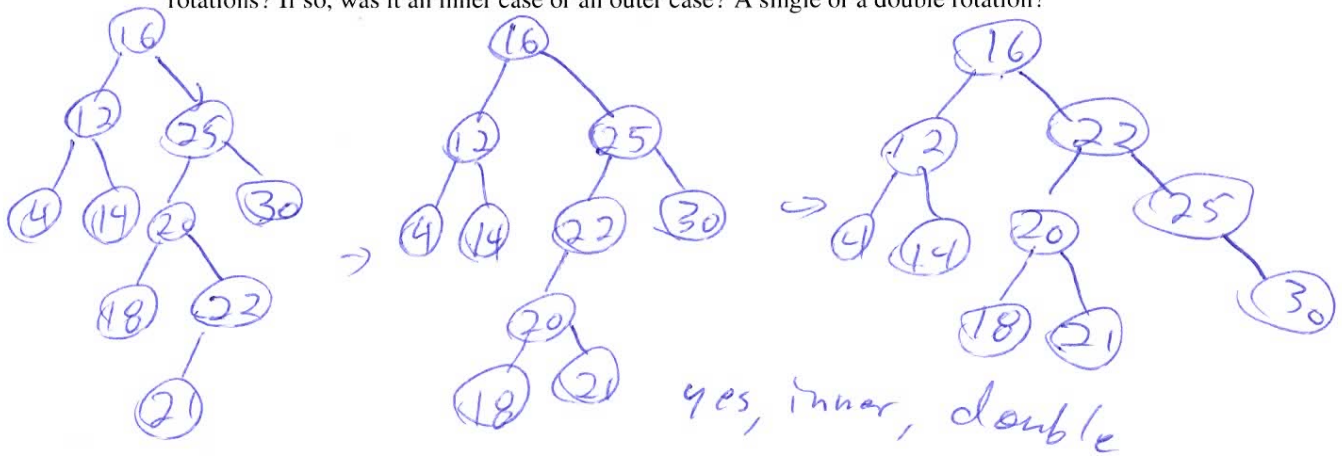 rotations? If so, was it an inner case or an outer case? A single or a double rotation?
16 16 16
12 25 12 25 12 22
4 14 20 30 4 14 22 30 4 14 20 25
18 22 20 18 21 30
21 18 21
yes, inner, double